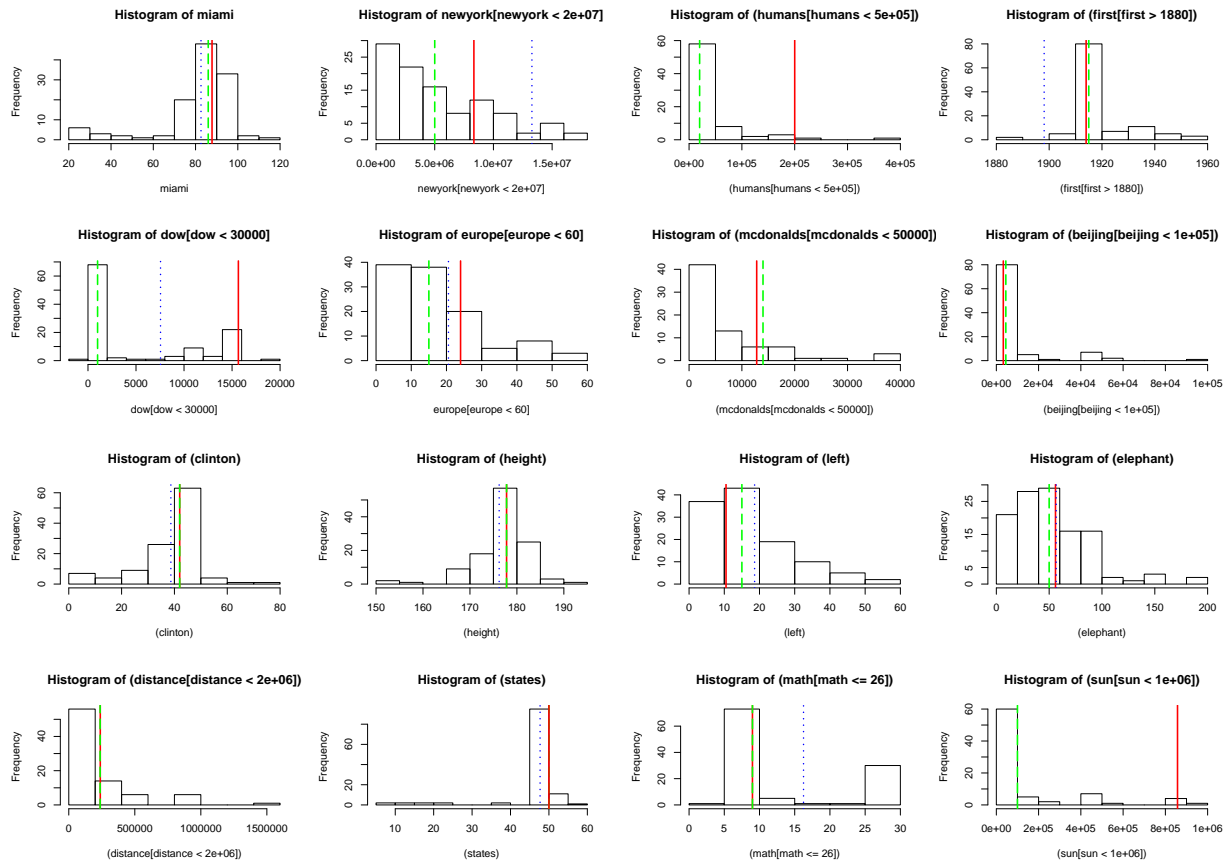 Histogram of miami
Frequency
0 10 30
20 40 60 80 100 120
miami
Histogram of newyork[newyork < 2e+07]
Frequency
0 5 15 25
0.0e+00 5.0e+06 1.5e+07
newyork[newyork < 2e+07]
Histogram of (humans[humans < 5e+05])
Frequency
0 20 40 60
0e+00 1e+05 2e+05 3e+05 4e+05
(humans[humans < 5e+05])
Histogram of (first[first > 1880])
Frequency
0 20 40 60 80
1880 1900 1920 1940 1960
(first[first > 1880])
Histogram of dow[dow < 30000]
Frequency
0 20 40 60
0 5000 10000 15000 20000
dow[dow < 30000]
Histogram of europe[europe < 60]
Frequency
0 10 20 30 40
0 10 20 30 40 50 60
europe[europe < 60]
Histogram of (mcdonalds[mcdonalds < 50000])
Frequency
0 10 20 30 40
0 10000 20000 30000 40000
(mcdonalds[mcdonalds < 50000])
Histogram of (beijing[beijing < 1e+05])
Frequency
0 20 40 60 80
0e+00 2e+04 4e+04 6e+04 8e+04 1e+05
(beijing[beijing < 1e+05])
Histogram of (clinton)
Frequency
0 20 40 60
0 20 40 60 80
(clinton)
Histogram of (height)
Frequency
0 10 30 50
150 160 170 180 190
(height)
Histogram of (left)
Frequency
0 10 20 30 40
0 10 20 30 40 50 60
(left)
Histogram of (elephant)
Frequency
0 5 15 25
0 50 100 150 200
(elephant)
Histogram of (distance[distance < 2e+06])
Frequency
0 20 40
0 500000 1000000 1500000
(distance[distance < 2e+06])
Histogram of (states)
Frequency
0 20 40 60 80
10 20 30 40 50 60
(states)
Histogram of (math[math <= 26])
Frequency
0 20 40 60
0 5 10 15 20 25 30
(math[math <= 26])
Histogram of (sun[sun < 1e+06])
Frequency
0 10 30 50
0e+00 2e+05 4e+05 6e+05 8e+05 1e+06
(sun[sun < 1e+06])